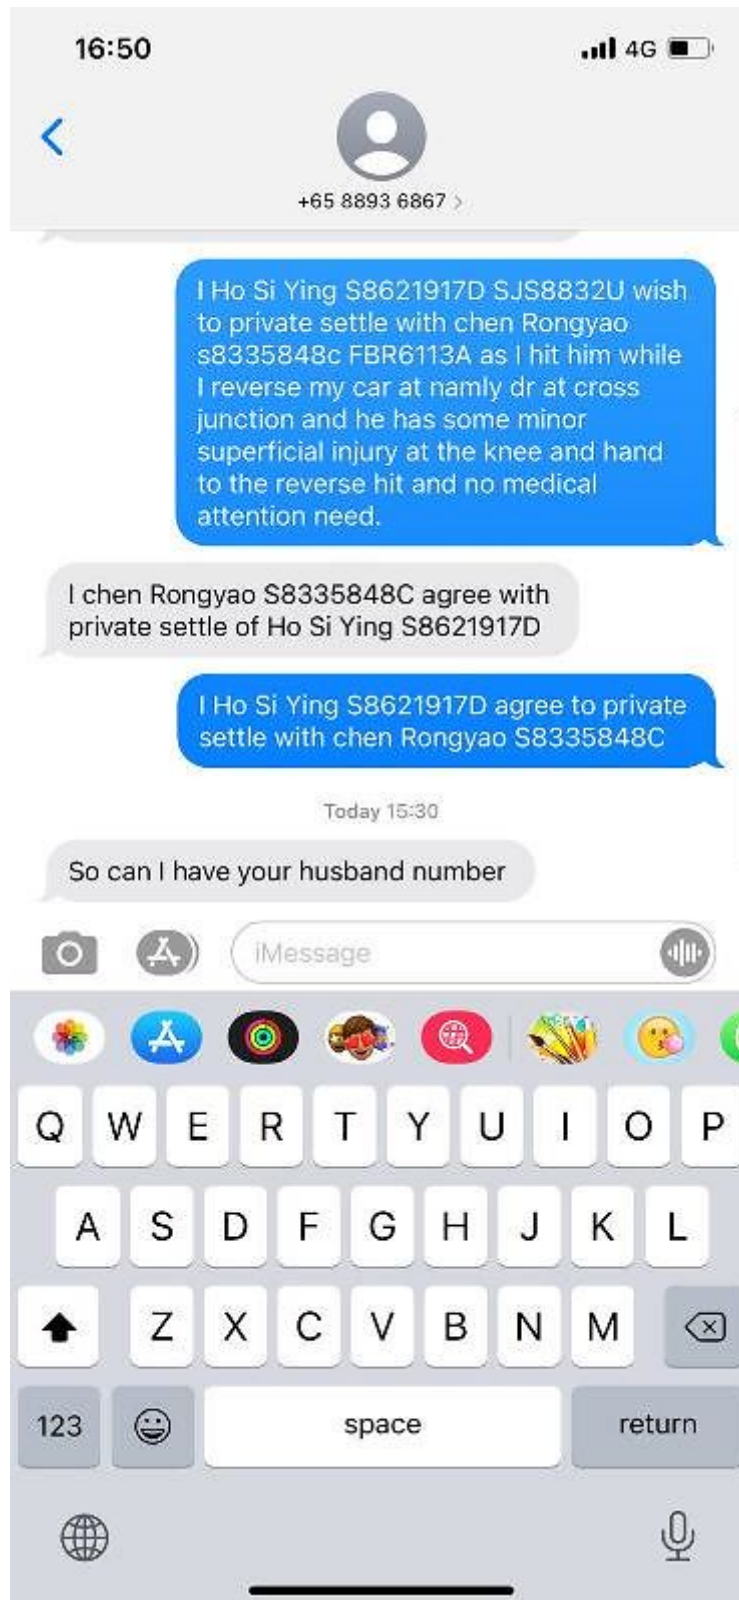 16:50
4G
+65 8893 6867 >
I Ho Si Ying S8621917D SJS8832U wish
to private settle with chen Rongyao
s8335848c FBR6113A as I hit him while
I reverse my car at namly dr at cross
junction and he has some minor
superficial injury at the knee and hand
to the reverse hit and no medical
attention need.
I chen Rongyao S8335848C agree with
private settle of Ho Si Ying S8621917D
I Ho Si Ying S8621917D agree to private
settle with chen Rongyao S8335848C
Today 15:30
So can I have your husband number
iMessage
Q W E R T Y U I O P
A S D F G H J K L
Z X C V B N M
123 space return